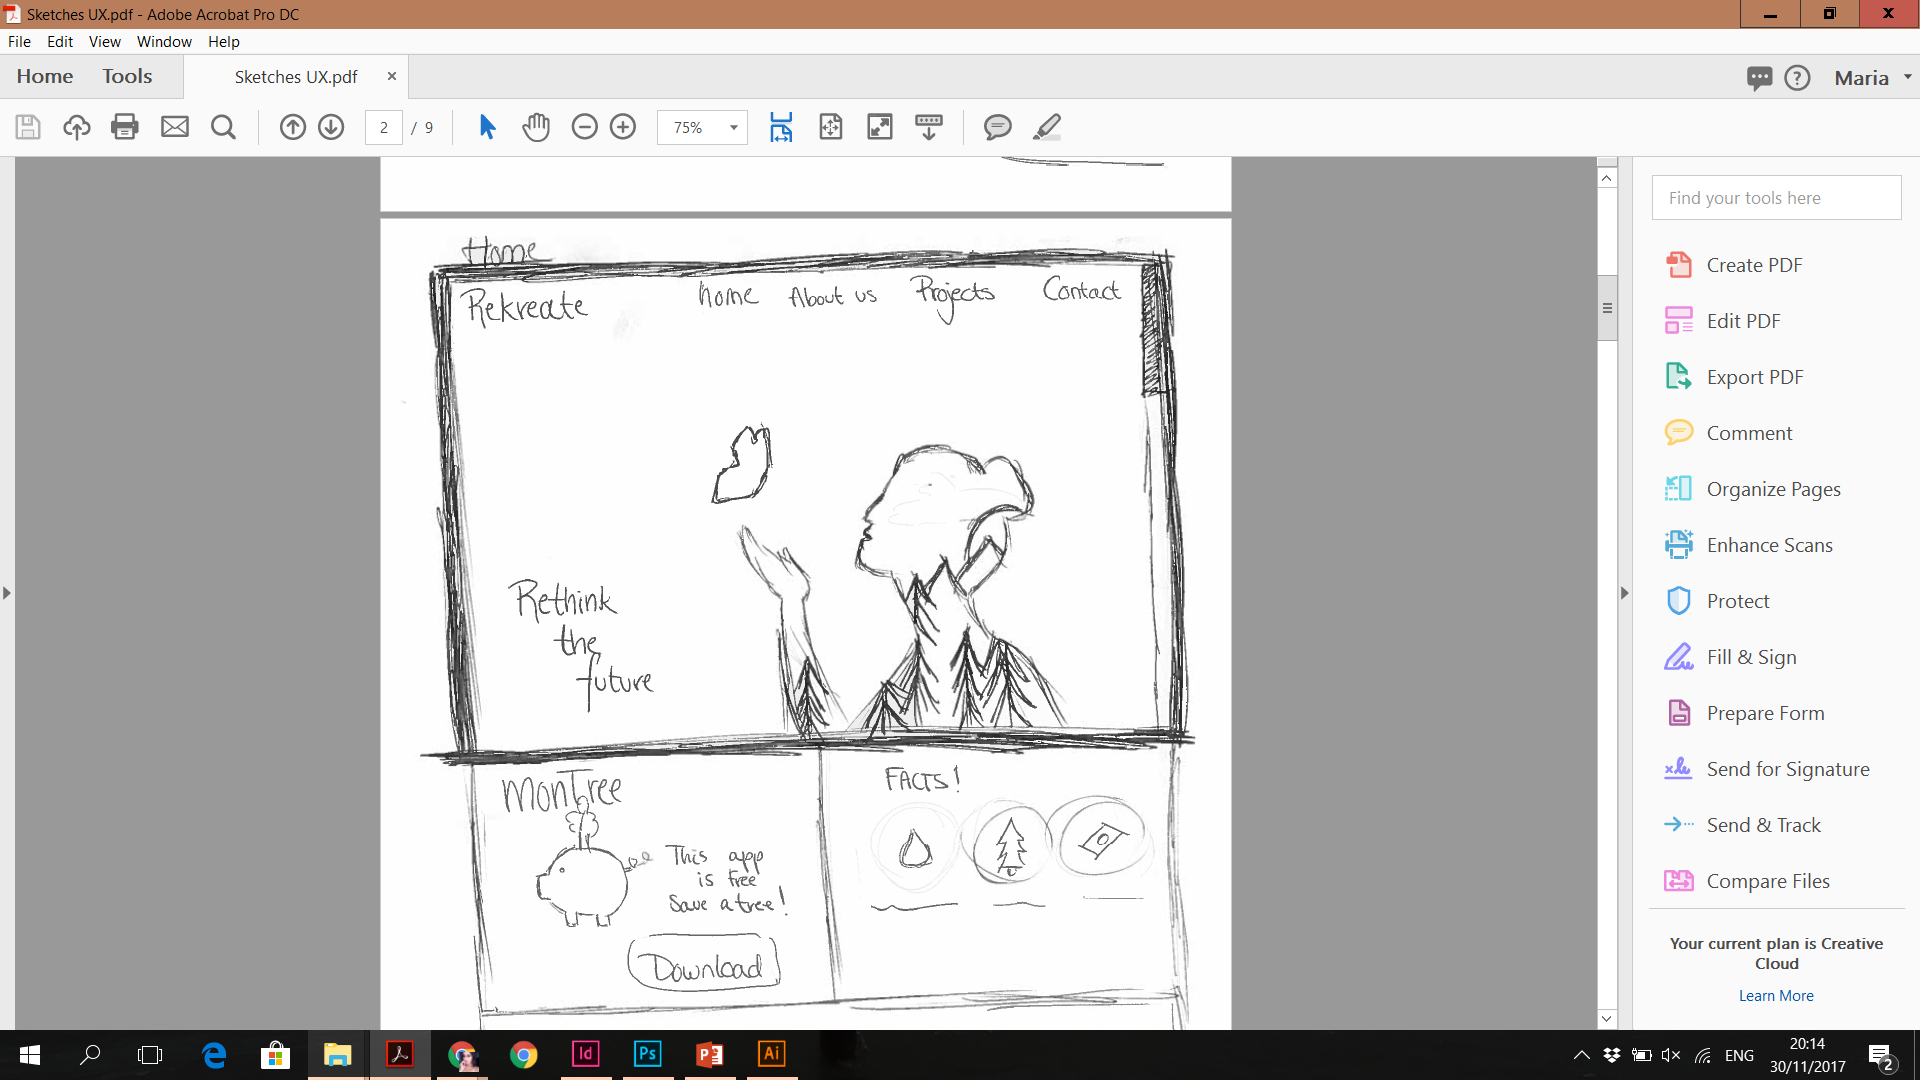 Sketches UX.pdf - Adobe Acrobat Pro DC
File Edit View Window Help
Home Tools Sketches UX.pdf × Maria
2 / 9 75%
Find your tools here
Create PDF
Edit PDF
Export PDF
Comment
Organize Pages
Enhance Scans
Protect
Fill & Sign
Prepare Form
Send for Signature
Send & Track
Compare Files
Your current plan is Creative
Cloud
Learn More
Home
Rekreate home About us Projects Contact
Rethink
the
future
MonTree
This app
is free
Save a tree!
Download
FACTS!
Id Ps P Ai
ENG
20:14
30/11/2017
2